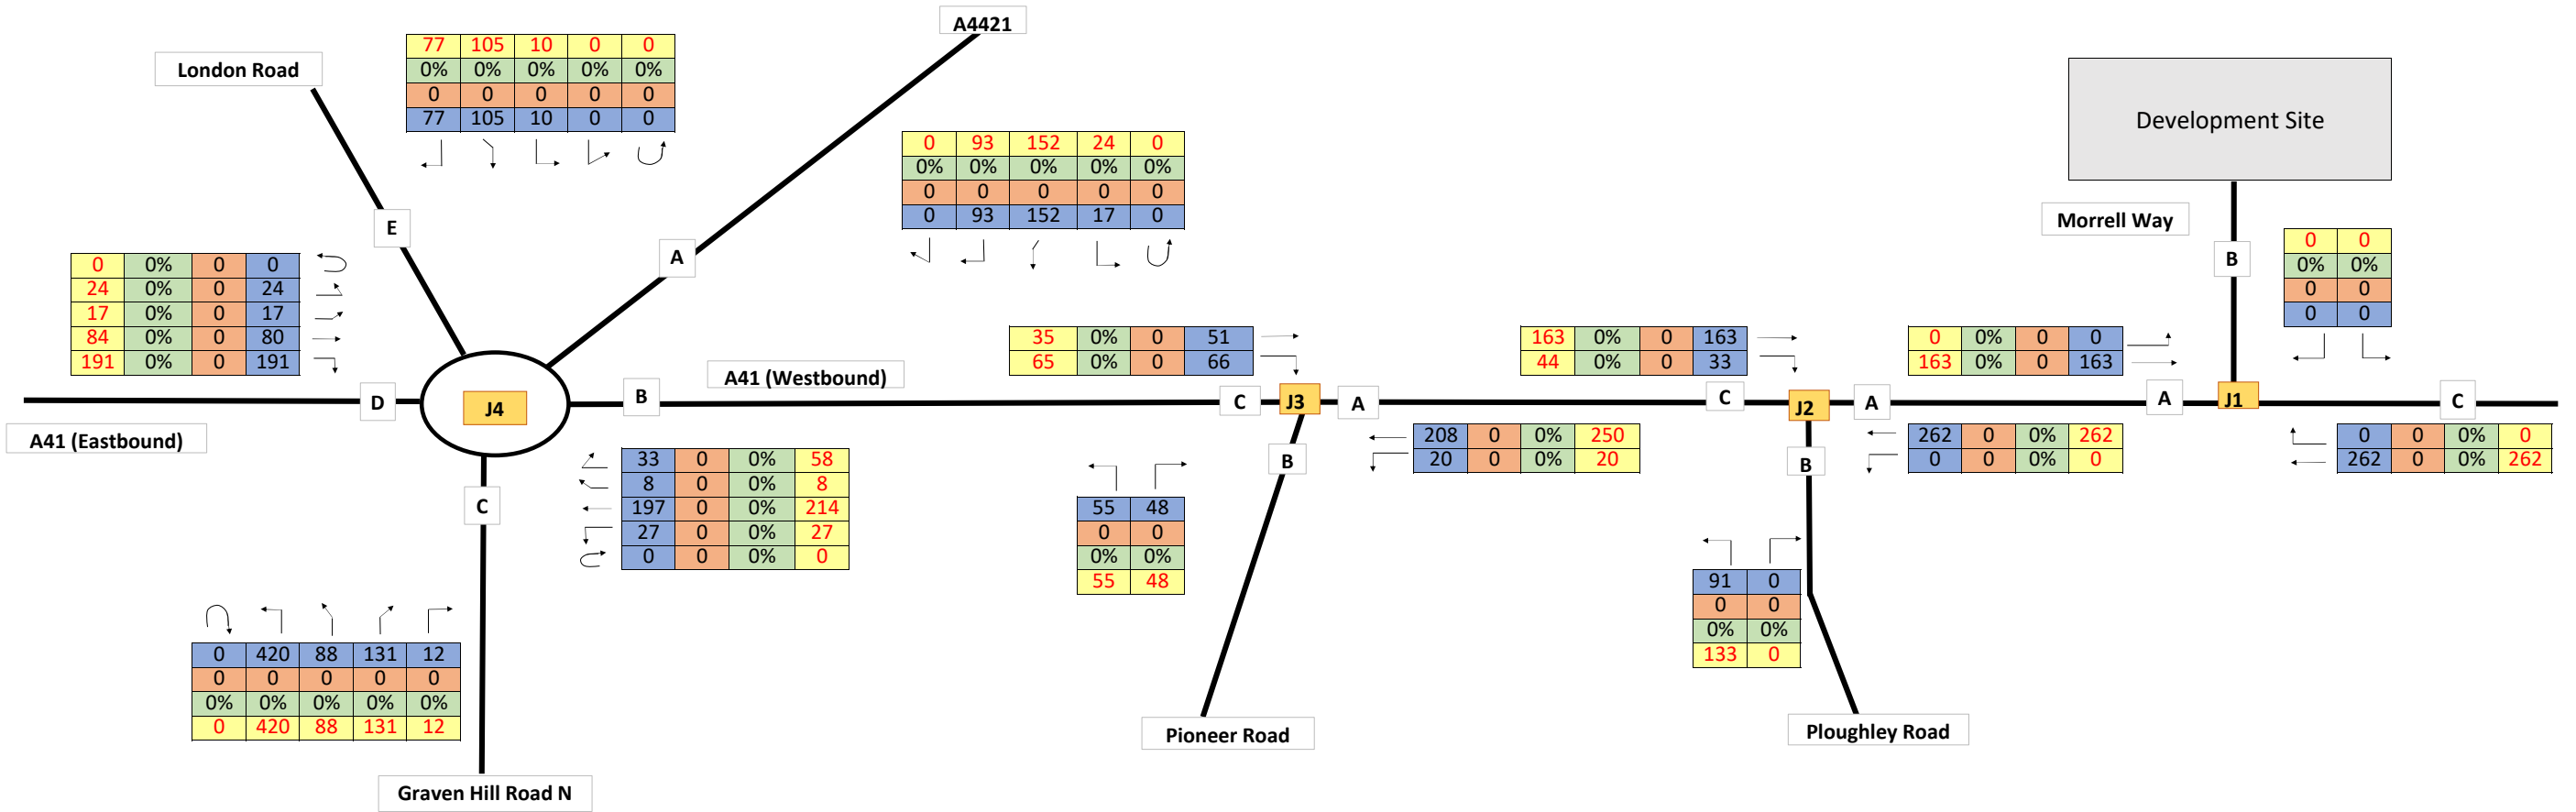 A4421
London Road
77 105 10 0 0
0% 0% 0% 0% 0%
0 0 0 0 0
77 105 10 0 0
Development Site
0 93 152 24 0
0% 0% 0% 0% 0%
0 0 0 0 0
0 93 152 17 0
Morrell Way
E
A
B
0 0
0% 0%
0 0
0 0
0 0% 0 0
24 0% 0 24
17 0% 0 17
84 0% 0 80
191 0% 0 191
35 0% 0 51
65 0% 0 66
163 0% 0 163
44 0% 0 33
0 0% 0 0
163 0% 0 163
A41 (Westbound)
D
J4
B
C
J3
A
C
J2
A
A
J1
C
A41 (Eastbound)
208 0 0% 250
20 0 0% 20
262 0 0% 262
0 0 0% 0
0 0 0% 0
262 0 0% 262
33 0 0% 58
8 0 0% 8
197 0 0% 214
27 0 0% 27
0 0 0% 0
B
B
C
55 48
0 0
0% 0%
55 48
91 0
0 0
0% 0%
133 0
0 420 88 131 12
0 0 0 0 0
0% 0% 0% 0% 0%
0 420 88 131 12
Pioneer Road
Ploughley Road
Graven Hill Road N